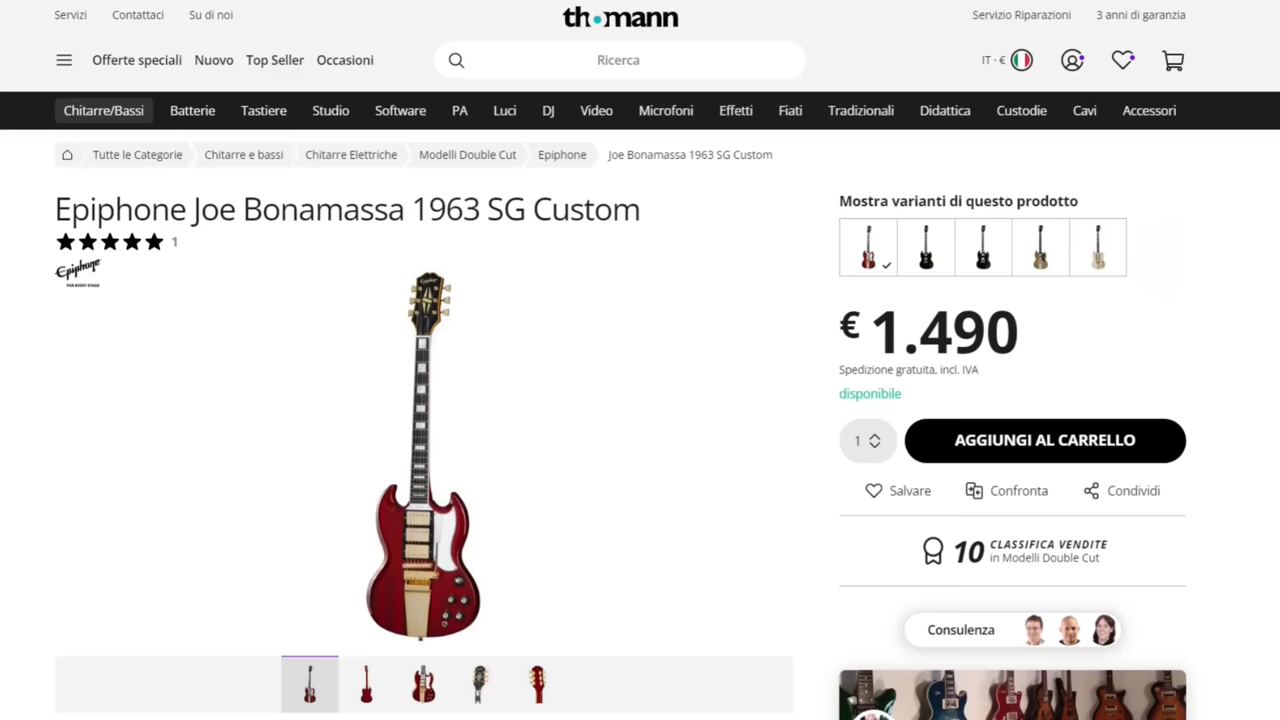 Servizi Contattaci Su di noi
th•mann
Servizio Riparazioni 3 anni di garanzia
Offerte speciali Nuovo Top Seller Occasioni
Ricerca
IT · €
Chitarre/Bassi Batterie Tastiere Studio Software PA Luci DJ Video Microfoni Effetti Fiati Tradizionali Didattica Custodie Cavi Accessori
Tutte le Categorie Chitarre e bassi Chitarre Elettriche Modelli Double Cut Epiphone Joe Bonamassa 1963 SG Custom
Epiphone Joe Bonamassa 1963 SG Custom
1
Epiphone
FOR EVERY STAGE
Mostra varianti di questo prodotto
€ 1.490
Spedizione gratuita, incl. IVA
disponibile
1
AGGIUNGI AL CARRELLO
Salvare Confronta Condividi
10 CLASSIFICA VENDITE
in Modelli Double Cut
Consulenza